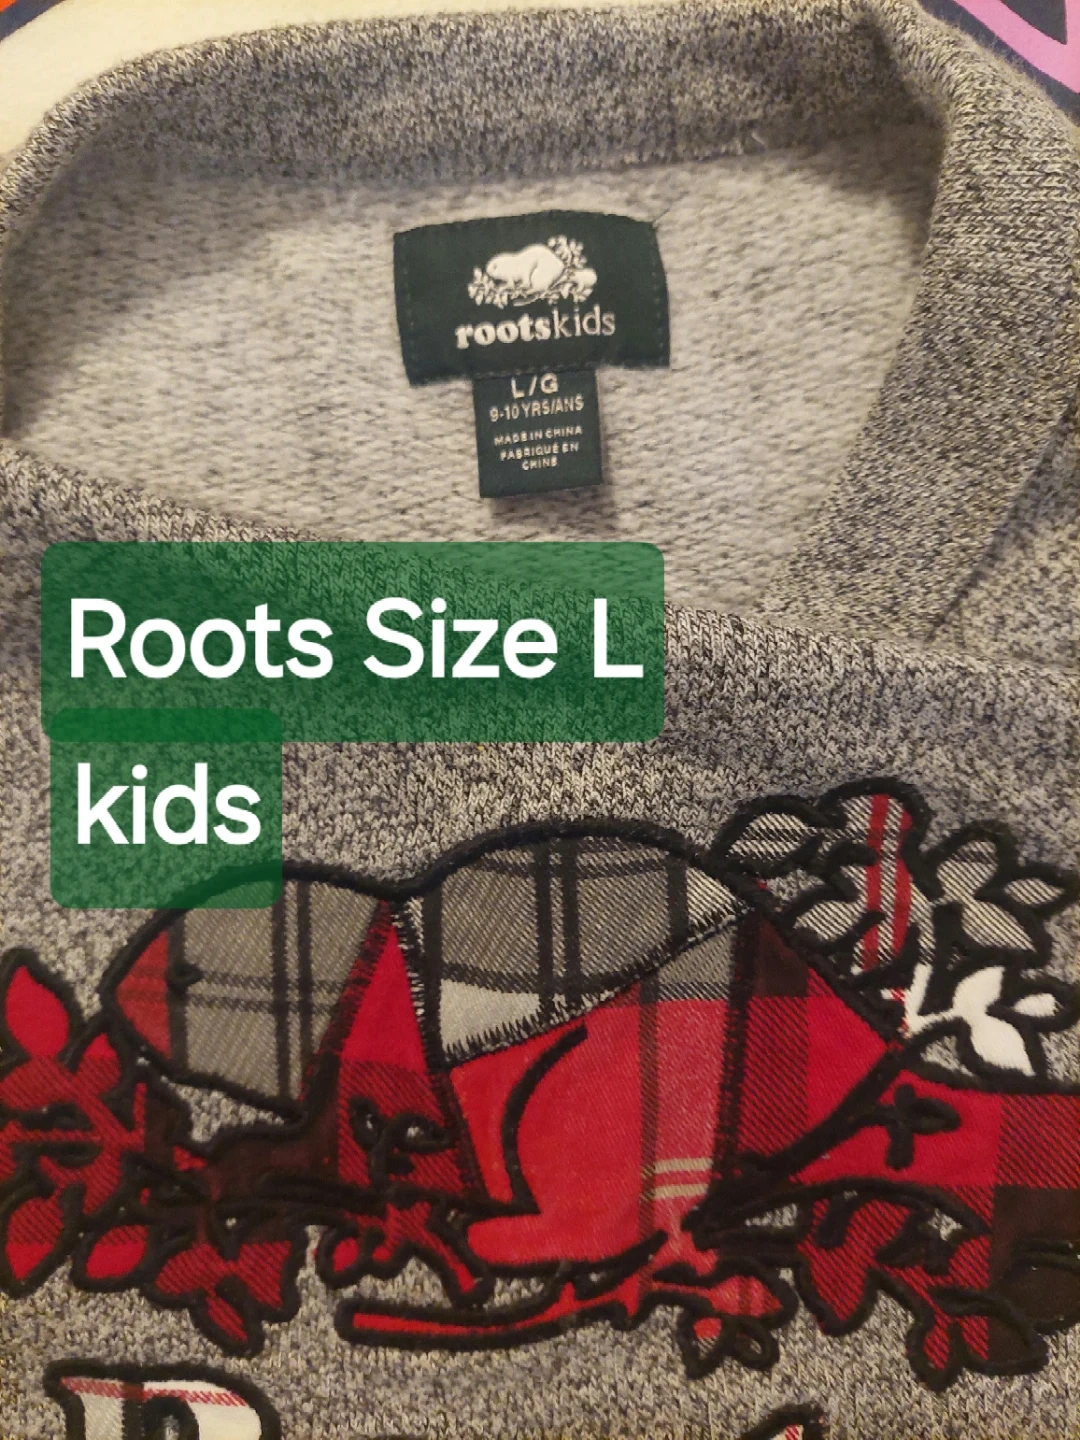 rootskids
L/G
9-10 YRS/ANS
MADE IN CHINA
FABRIQUÉ EN
CHINE
Roots Size L
kids